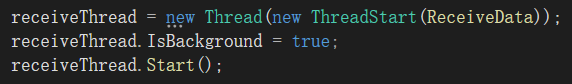 receiveThread = new Thread(new ThreadStart(ReceiveData));
receiveThread.IsBackground = true;
receiveThread.Start();